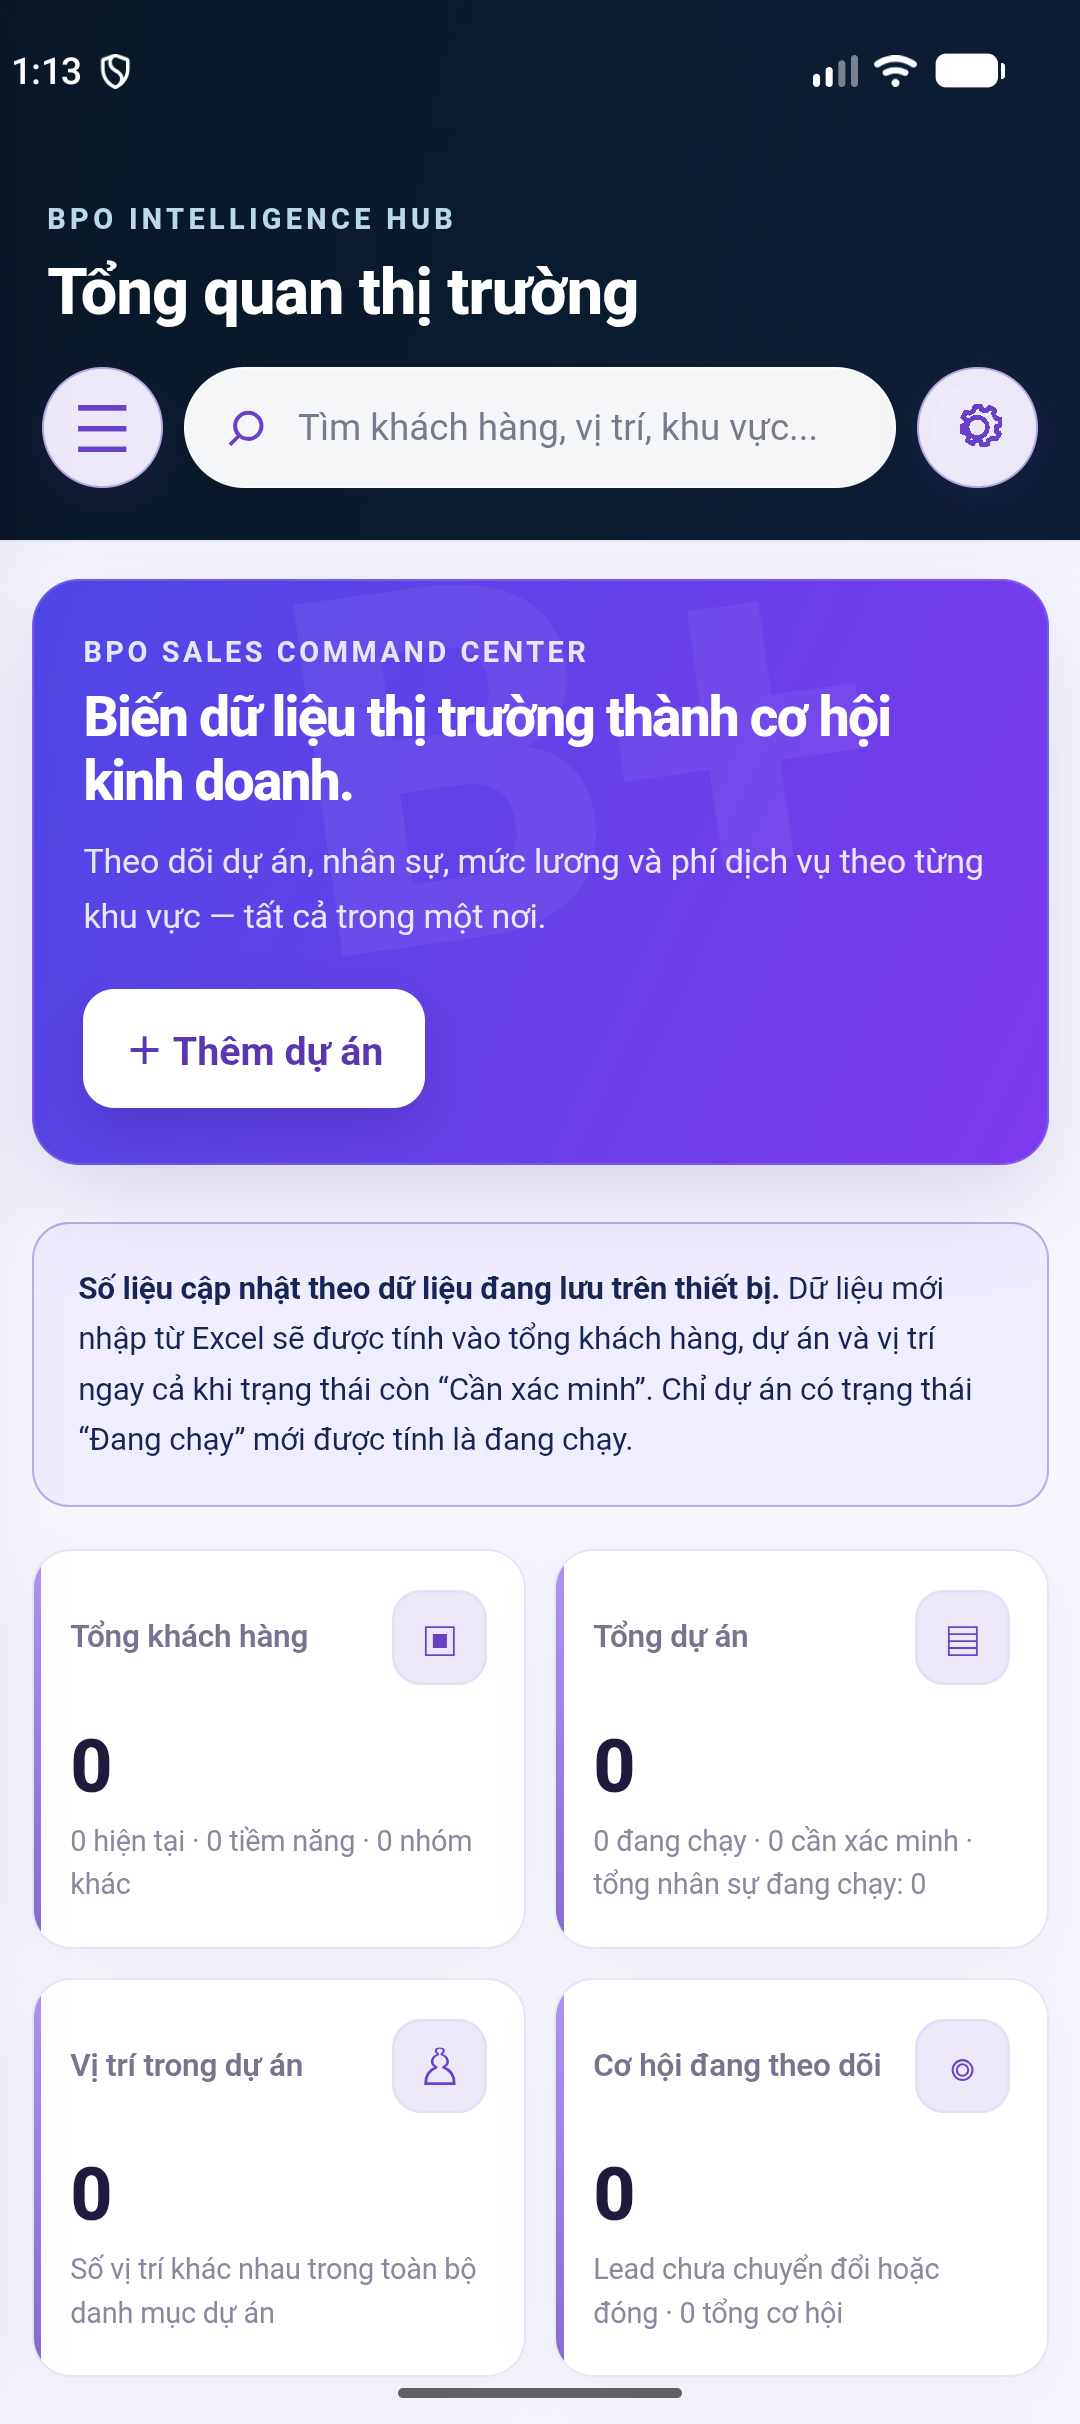 1:13
BPO INTELLIGENCE HUB
Tổng quan thị trường
Tìm khách hàng, vị trí, khu vực...
BPO SALES COMMAND CENTER
Biến dữ liệu thị trường thành cơ hội
kinh doanh.
Theo dõi dự án, nhân sự, mức lương và phí dịch vụ theo từng
khu vực — tất cả trong một nơi.
+ Thêm dự án
Số liệu cập nhật theo dữ liệu đang lưu trên thiết bị. Dữ liệu mới
nhập từ Excel sẽ được tính vào tổng khách hàng, dự án và vị trí
ngay cả khi trạng thái còn “Cần xác minh”. Chỉ dự án có trạng thái
“Đang chạy” mới được tính là đang chạy.
Tổng khách hàng
0
0 hiện tại · 0 tiềm năng · 0 nhóm
khác
Tổng dự án
0
0 đang chạy · 0 cần xác minh ·
tổng nhân sự đang chạy: 0
Vị trí trong dự án
0
Số vị trí khác nhau trong toàn bộ
danh mục dự án
Cơ hội đang theo dõi
0
Lead chưa chuyển đổi hoặc
đóng · 0 tổng cơ hội
B+